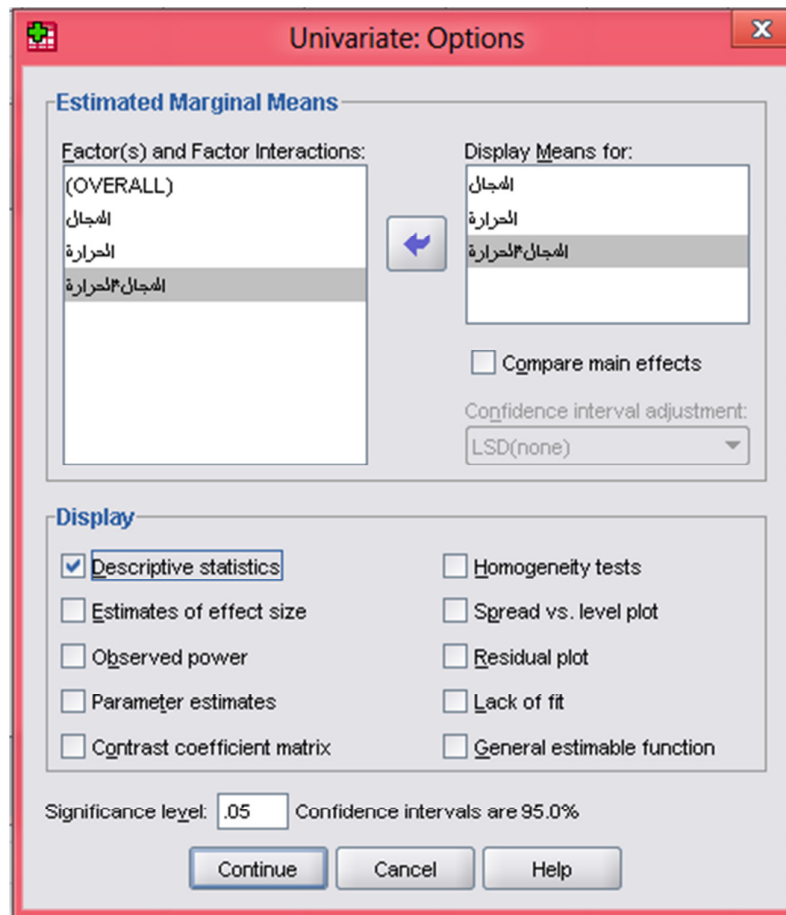 Univariate: Options
Estimated Marginal Means
Factor(s) and Factor Interactions:
(OVERALL)
المجال
الحرارة
المجال*الحرارة
Display Means for:
المجال
الحرارة
المجال*الحرارة
Compare main effects
Confidence interval adjustment:
LSD(none)
Display
Descriptive statistics
Homogeneity tests
Estimates of effect size
Spread vs. level plot
Observed power
Residual plot
Parameter estimates
Lack of fit
Contrast coefficient matrix
General estimable function
Significance level: .05 Confidence intervals are 95.0%
Continue
Cancel
Help